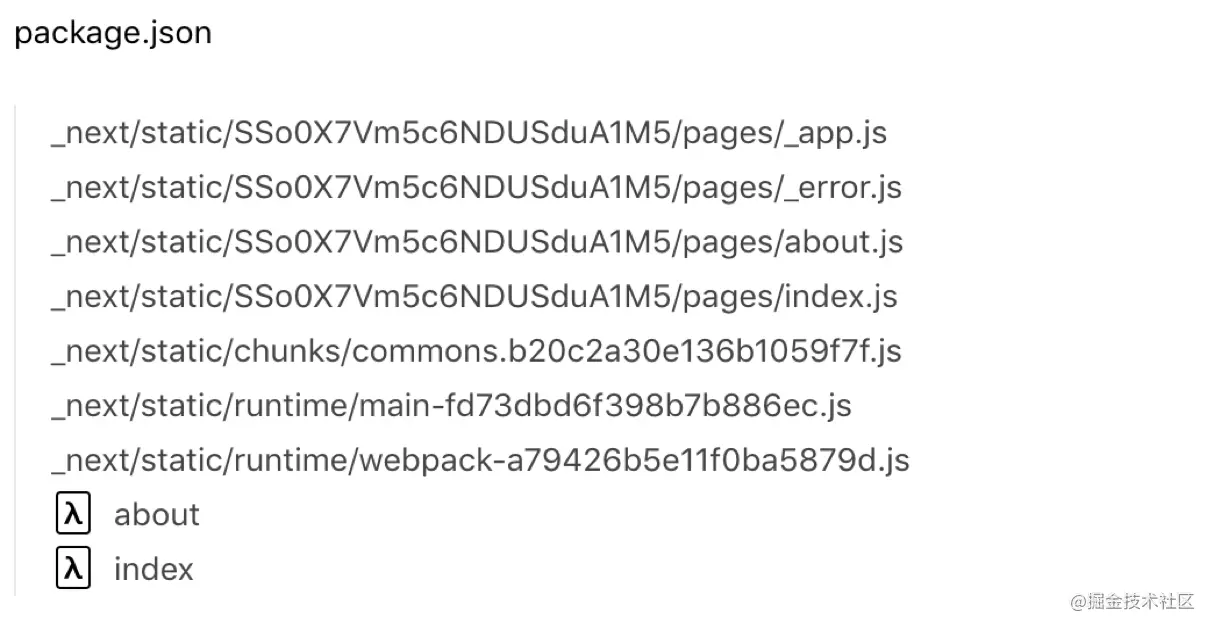 package.json
_next/static/SSo0X7Vm5c6NDUSduA1M5/pages/_app.js
_next/static/SSo0X7Vm5c6NDUSduA1M5/pages/_error.js
_next/static/SSo0X7Vm5c6NDUSduA1M5/pages/about.js
_next/static/SSo0X7Vm5c6NDUSduA1M5/pages/index.js
_next/static/chunks/commons.b20c2a30e136b1059f7f.js
_next/static/runtime/main-fd73dbd6f398b7b886ec.js
_next/static/runtime/webpack-a79426b5e11f0ba5879d.js
λ about
λ index
@掘金技术社区